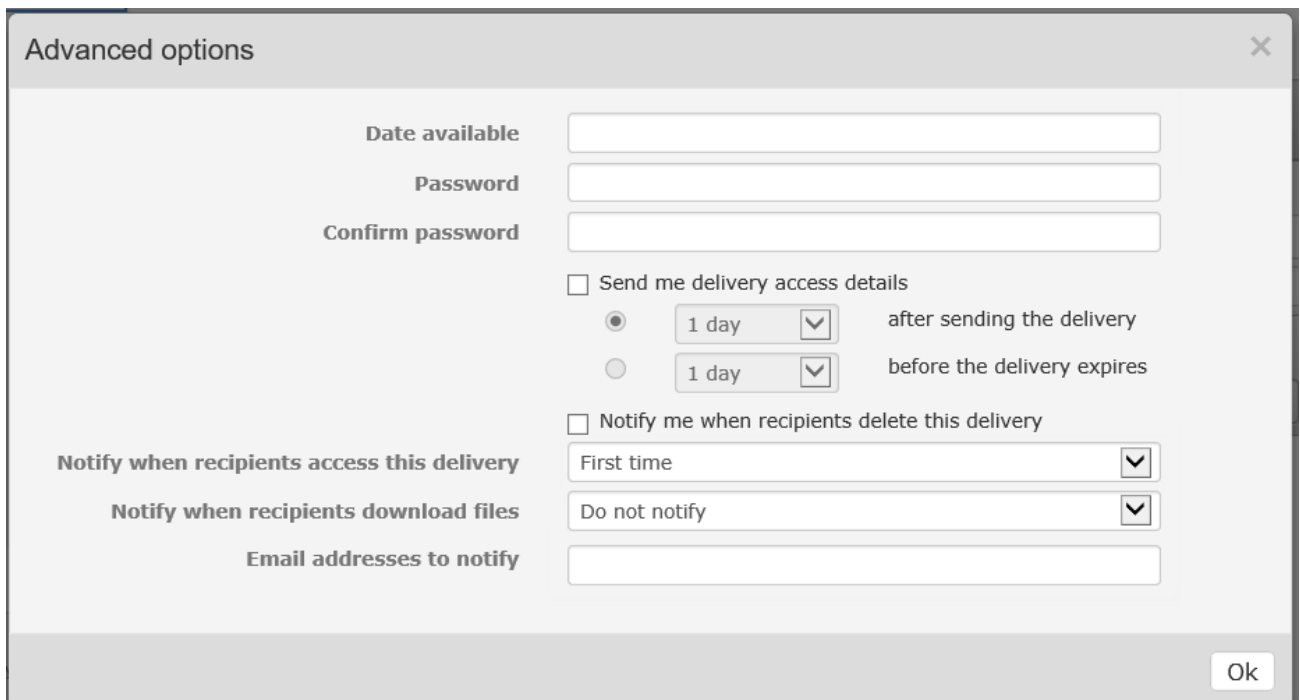 Advanced options
Date available
Password
Confirm password
Send me delivery access details
1 day after sending the delivery
1 day before the delivery expires
Notify me when recipients delete this delivery
Notify when recipients access this delivery First time
Notify when recipients download files Do not notify
Email addresses to notify
Ok